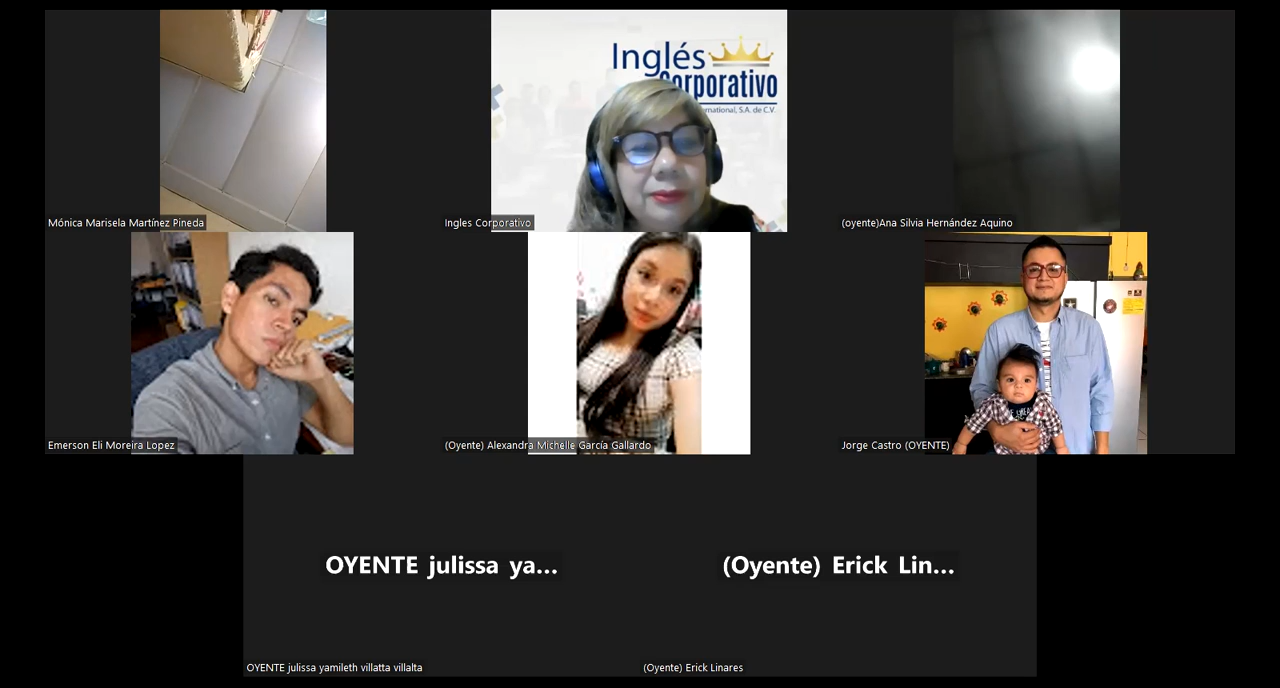 Inglés
Corporativo
rnational, S.A. de C.V.
Mónica Marisela Martínez Pineda
Ingles Corporativo
(oyente)Ana Silvia Hernández Aquino
Emerson Eli Moreira Lopez
(Oyente) Alexandra Michelle García Gallardo
Jorge Castro (OYENTE)
OYENTE julissa ya...
(Oyente) Erick Lin...
OYENTE julissa yamileth villatta villalta
(Oyente) Erick Linares